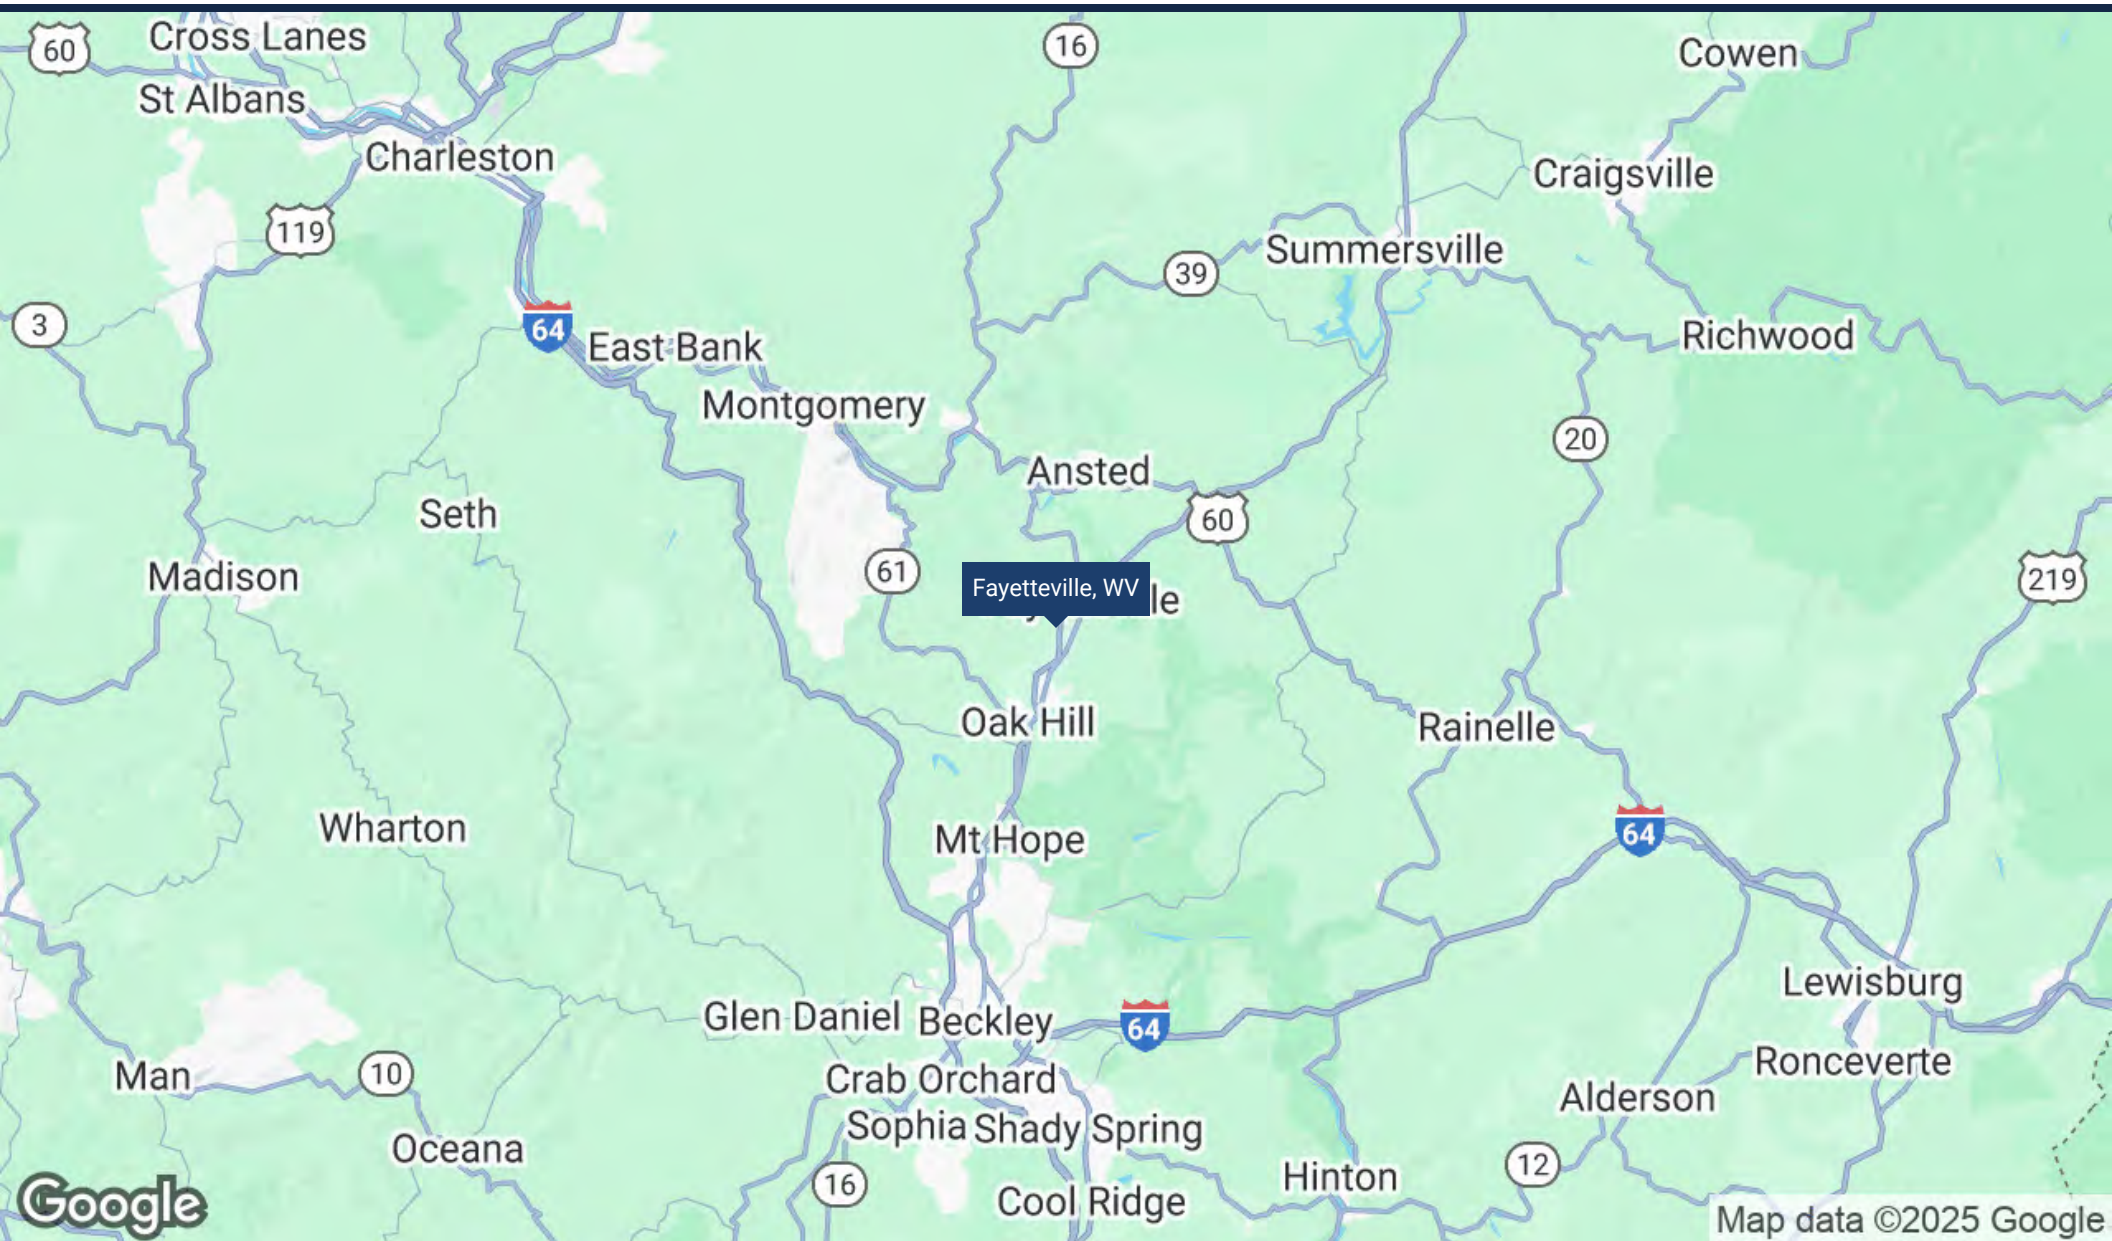 Cross Lanes
60
16
Cowen
St Albans
Charleston
Craigsville
119
Summersville
39
3
64
East Bank
Richwood
Montgomery
20
Ansted
Seth
60
61
Madison
219
Fayetteville, WV
le
Oak Hill
Rainelle
Wharton
Mt Hope
64
Lewisburg
Glen Daniel
Beckley
64
Ronceverte
Man
10
Crab Orchard
Alderson
Sophia
Shady Spring
Oceana
12
Hinton
16
Cool Ridge
Google
Map data ©2025 Google